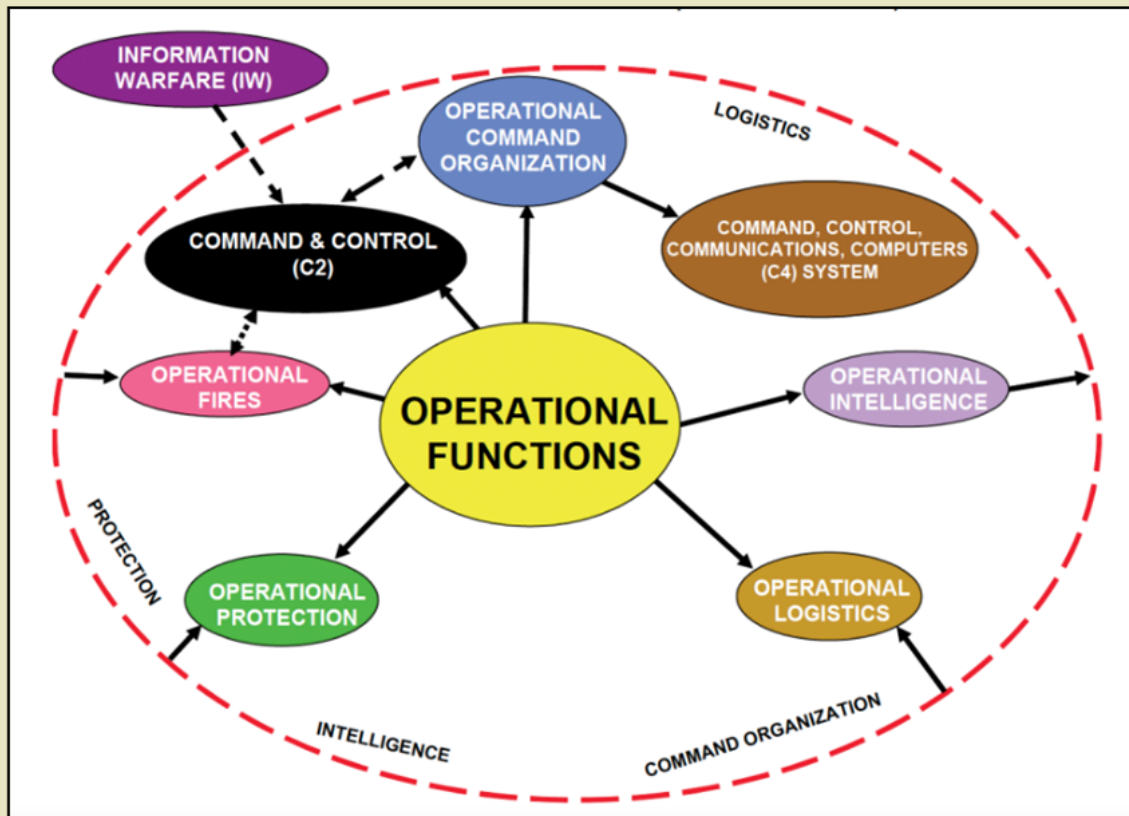 INFORMATION
WARFARE (IW)
OPERATIONAL
COMMAND
ORGANIZATION
LOGISTICS
COMMAND & CONTROL
(C2)
COMMAND, CONTROL,
COMMUNICATIONS, COMPUTERS
(C4) SYSTEM
OPERATIONAL
FIRES
OPERATIONAL
FUNCTIONS
OPERATIONAL
INTELLIGENCE
PROTECTION
OPERATIONAL
PROTECTION
OPERATIONAL
LOGISTICS
INTELLIGENCE
COMMAND ORGANIZATION